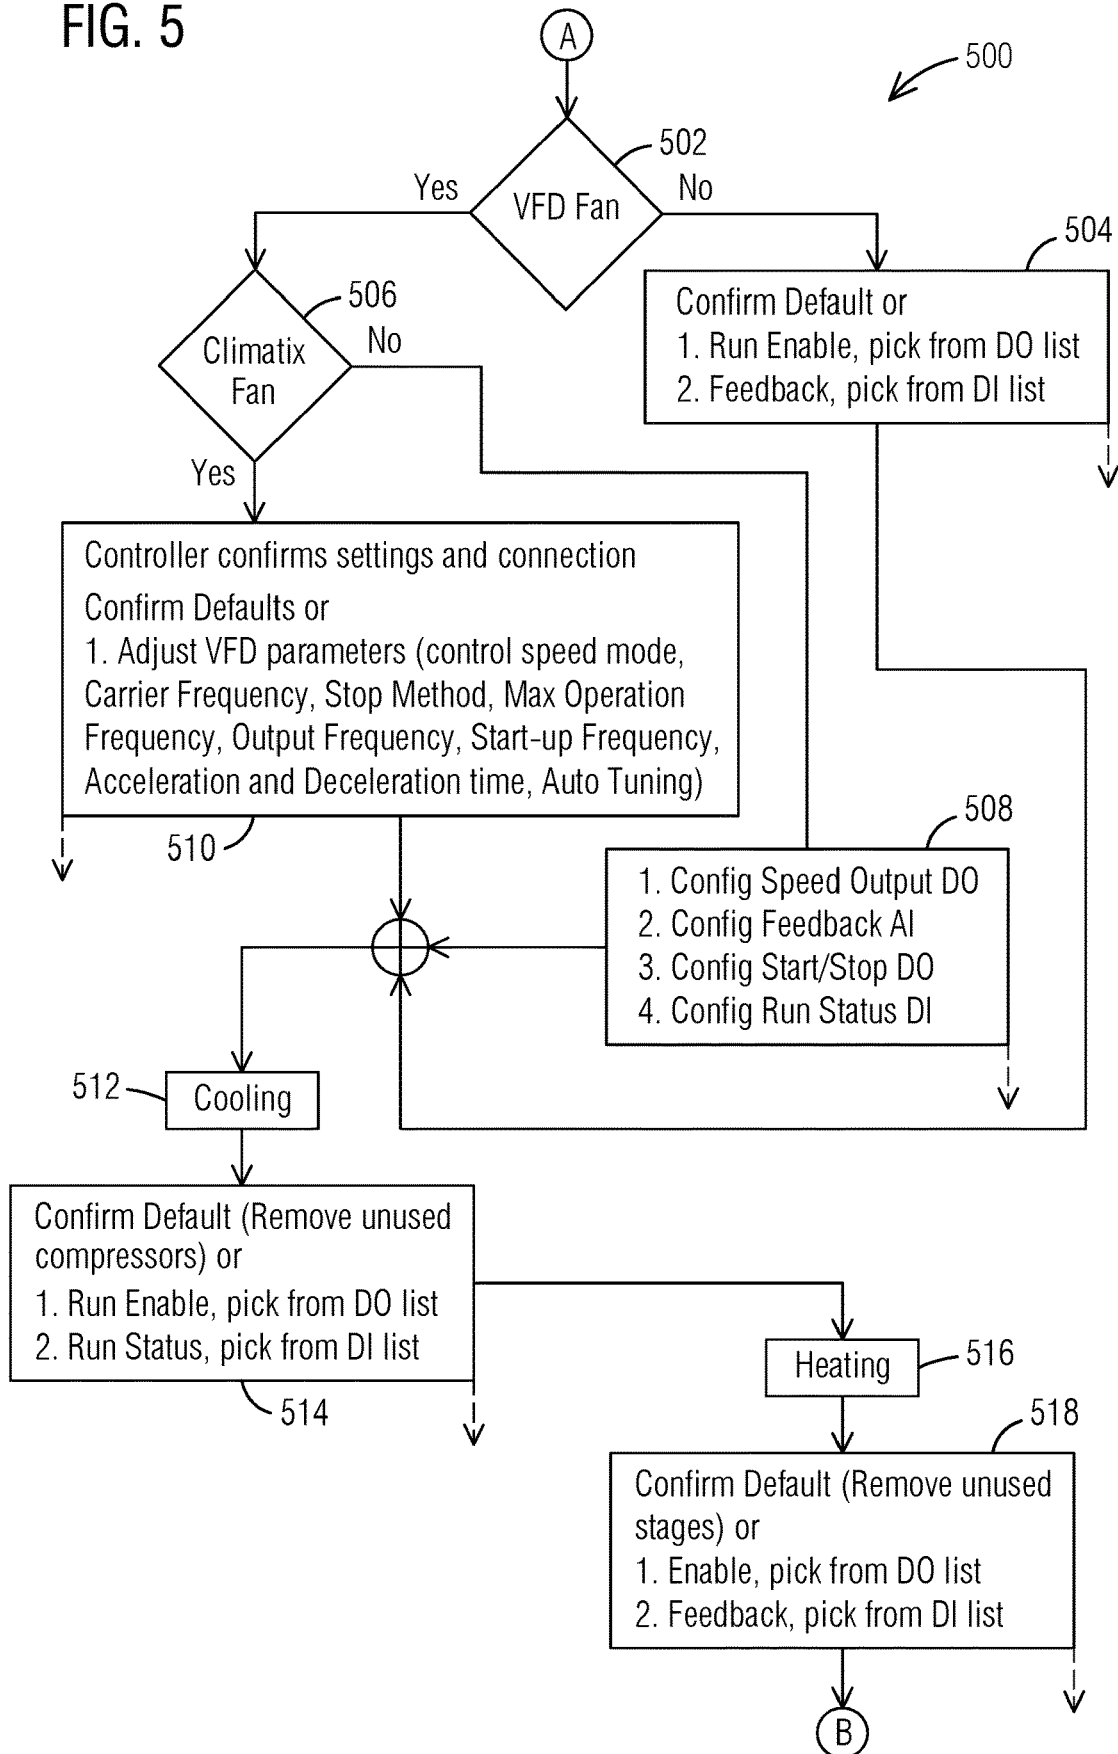 FIG. 5
A
500
502
VFD Fan
Yes
No
504
Confirm Default or
1. Run Enable, pick from DO list
2. Feedback, pick from DI list
506
Climatix
Fan
No
Yes
Controller confirms settings and connection
Confirm Defaults or
1. Adjust VFD parameters (control speed mode,
Carrier Frequency, Stop Method, Max Operation
Frequency, Output Frequency, Start-up Frequency,
Acceleration and Deceleration time, Auto Tuning)
510
508
1. Config Speed Output DO
2. Config Feedback AI
3. Config Start/Stop DO
4. Config Run Status DI
512
Cooling
Confirm Default (Remove unused
compressors) or
1. Run Enable, pick from DO list
2. Run Status, pick from DI list
514
Heating
516
518
Confirm Default (Remove unused
stages) or
1. Enable, pick from DO list
2. Feedback, pick from DI list
B